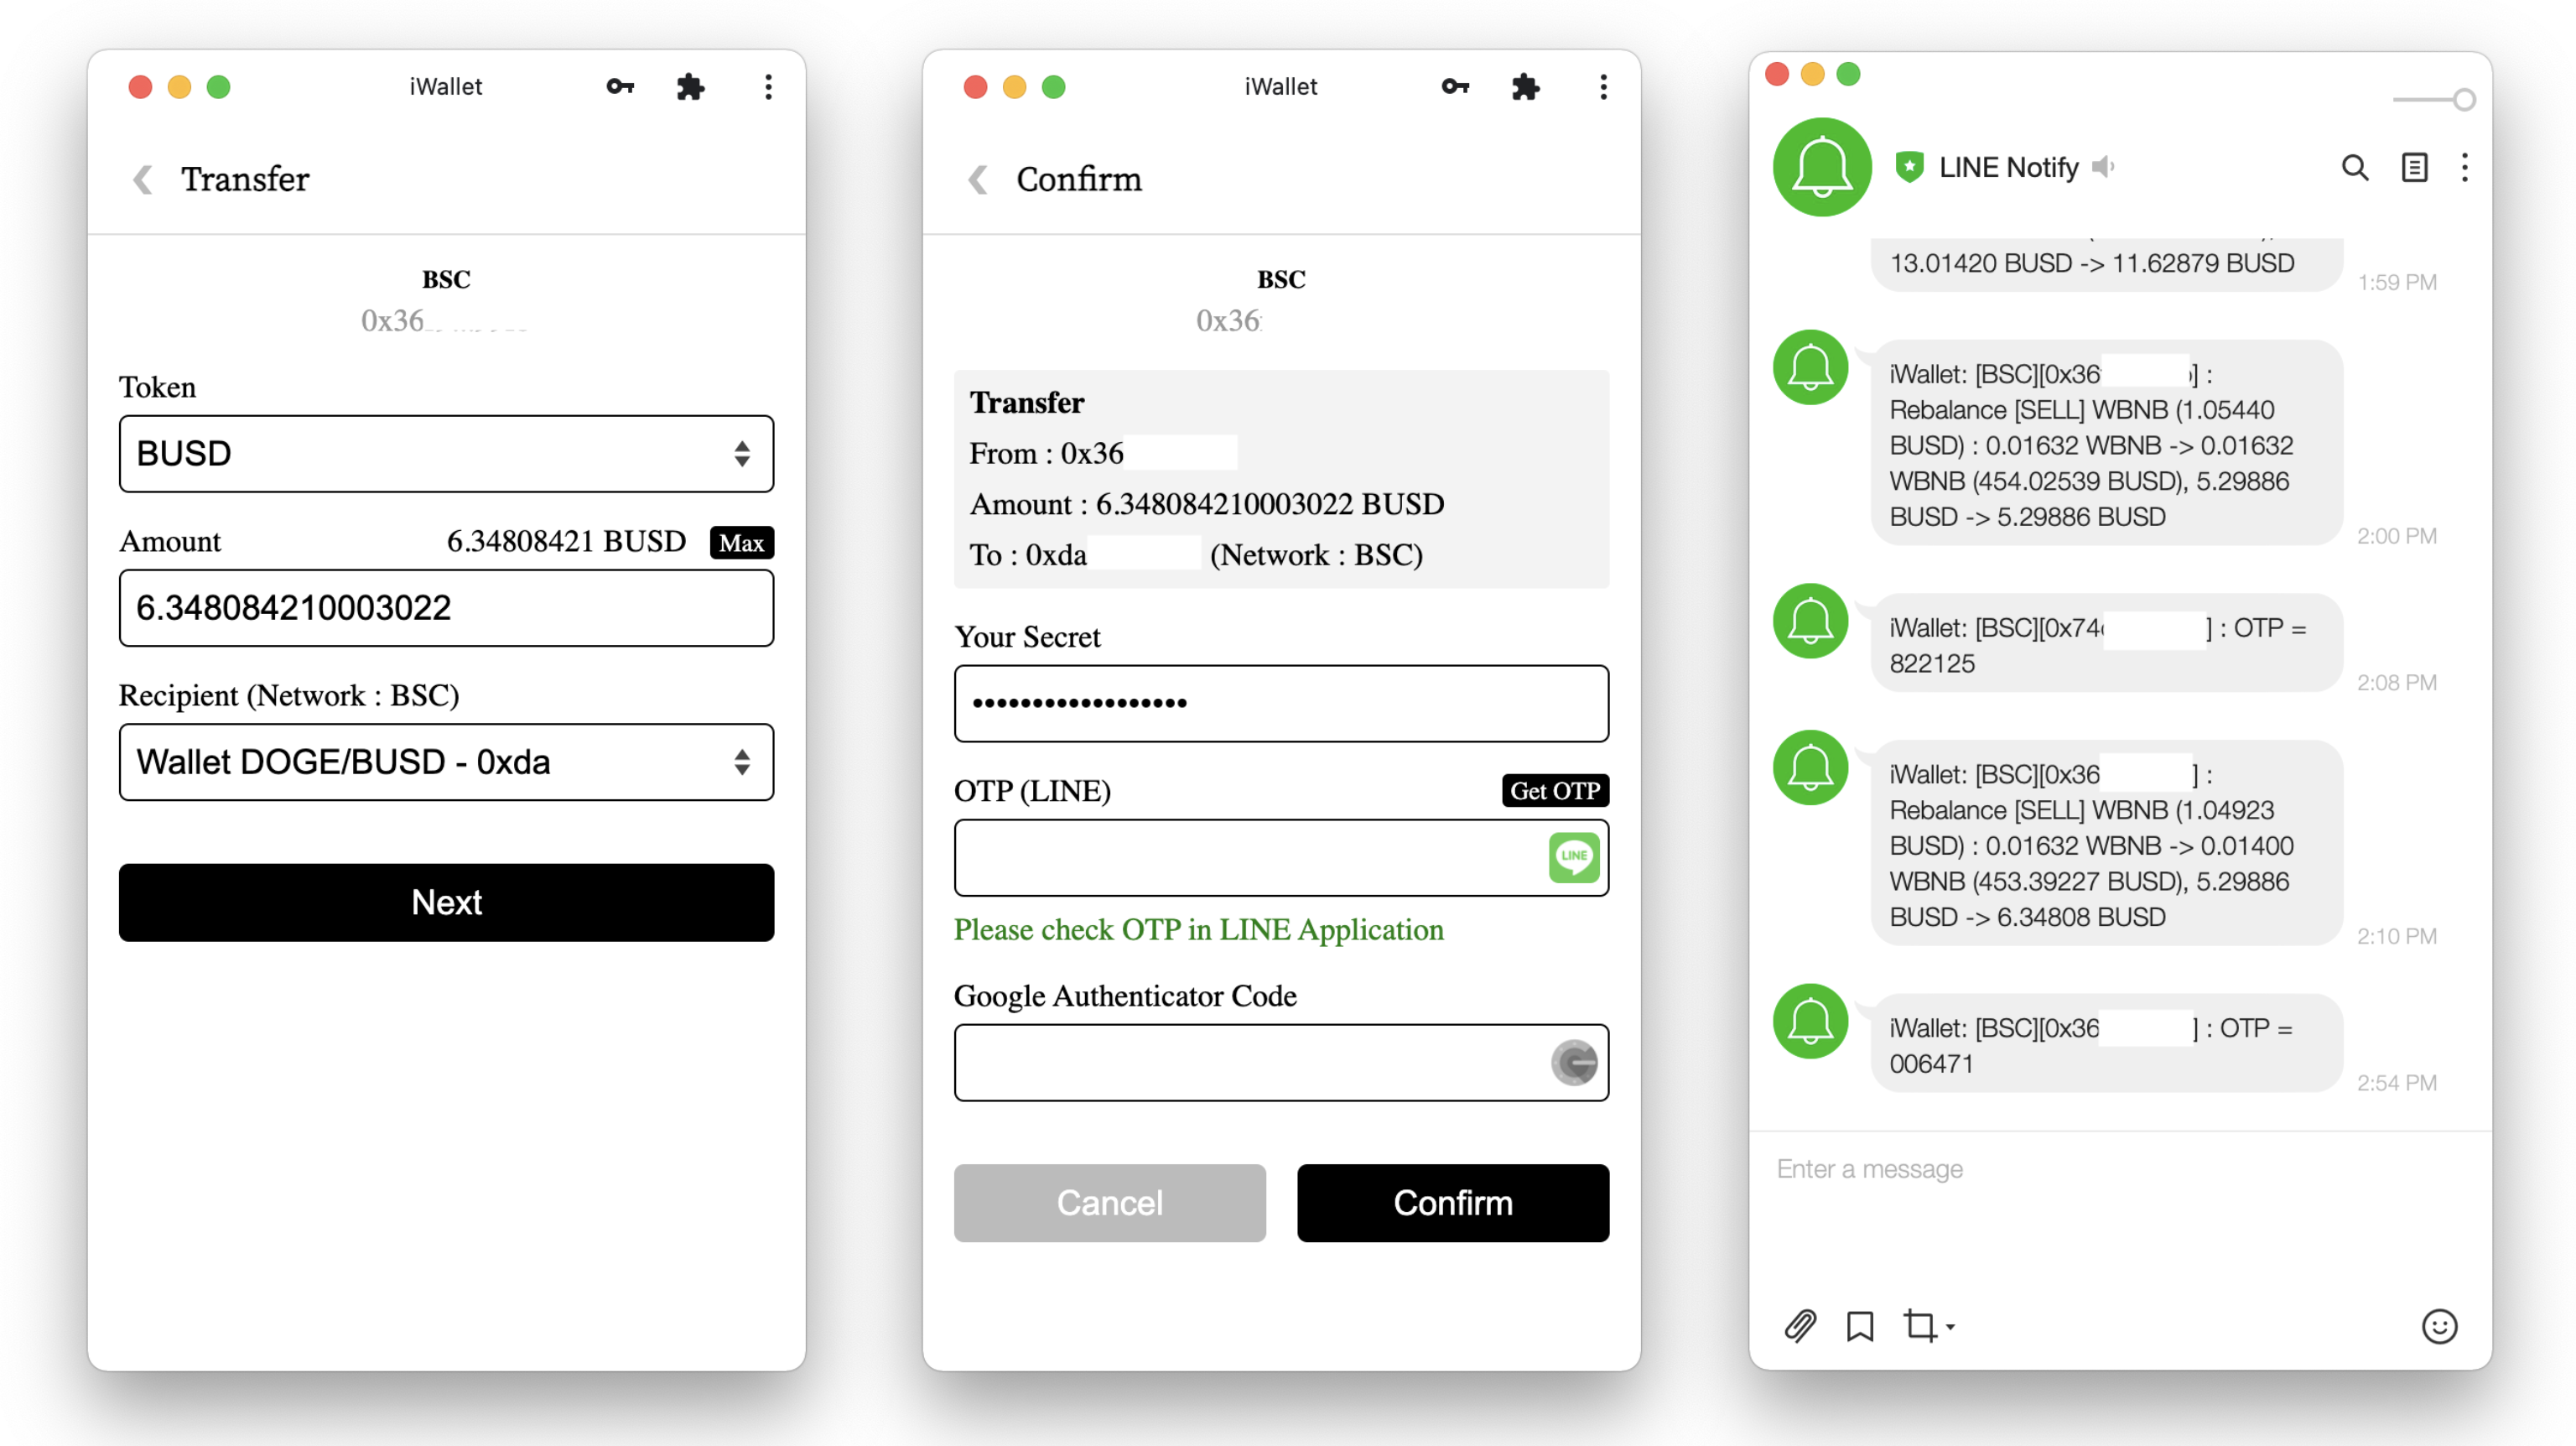 iWallet
Transfer
BSC
0x36
Token
BUSD
Amount 6.34808421 BUSD Max
6.348084210003022
Recipient (Network : BSC)
Wallet DOGE/BUSD - 0xda
Next
iWallet
Confirm
BSC
0x36
Transfer
From : 0x36
Amount : 6.348084210003022 BUSD
To : 0xda (Network : BSC)
Your Secret
••••••••••••••••••
OTP (LINE) Get OTP
LINE
Please check OTP in LINE Application
Google Authenticator Code
Cancel Confirm
LINE Notify
13.01420 BUSD -> 11.62879 BUSD
1:59 PM
iWallet: [BSC][0x36 ] :
Rebalance [SELL] WBNB (1.05440
BUSD) : 0.01632 WBNB -> 0.01632
WBNB (454.02539 BUSD), 5.29886
BUSD -> 5.29886 BUSD
2:00 PM
iWallet: [BSC][0x74 ] : OTP =
822125
2:08 PM
iWallet: [BSC][0x36 ] :
Rebalance [SELL] WBNB (1.04923
BUSD) : 0.01632 WBNB -> 0.01400
WBNB (453.39227 BUSD), 5.29886
BUSD -> 6.34808 BUSD
2:10 PM
iWallet: [BSC][0x36 ] : OTP =
006471
2:54 PM
Enter a message